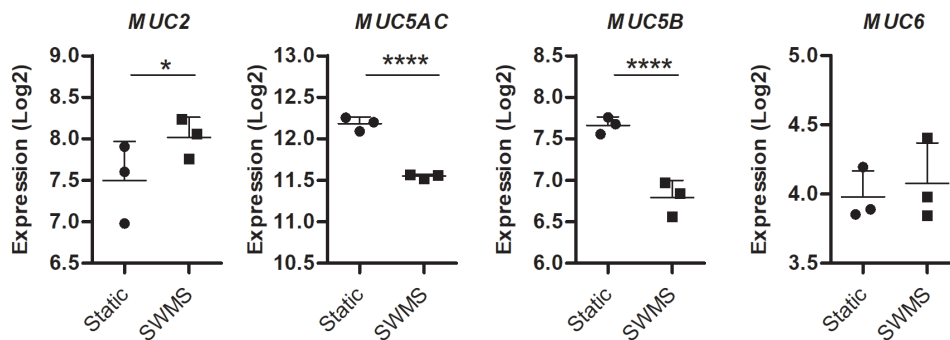 MUC2
Expression (Log2)
9.0
8.5
8.0
7.5
7.0
6.5
*
Static
SWMS
MUC5AC
Expression (Log2)
13.0
12.5
12.0
11.5
11.0
10.5
****
Static
SWMS
MUC5B
Expression (Log2)
8.5
8.0
7.5
7.0
6.5
6.0
****
Static
SWMS
MUC6
Expression (Log2)
5.0
4.5
4.0
3.5
Static
SWMS